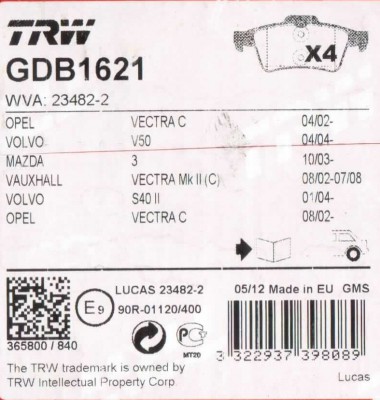 TRW
GDB1621
X4
WVA: 23482-2
OPEL VECTRA C 04/02-
VOLVO V50 04/04-
MAZDA 3 10/03-
VAUXHALL VECTRA Mk II (C) 08/02-07/08
VOLVO S40 II 01/04-
OPEL VECTRA C 08/02-
LUCAS 23482-2
05/12 Made in EU GMS
E9
90R-01120/400
MT20
365800 / 840
3 322937 398089
The TRW trademark is owned by
TRW Intellectual Property Corp.
Lucas